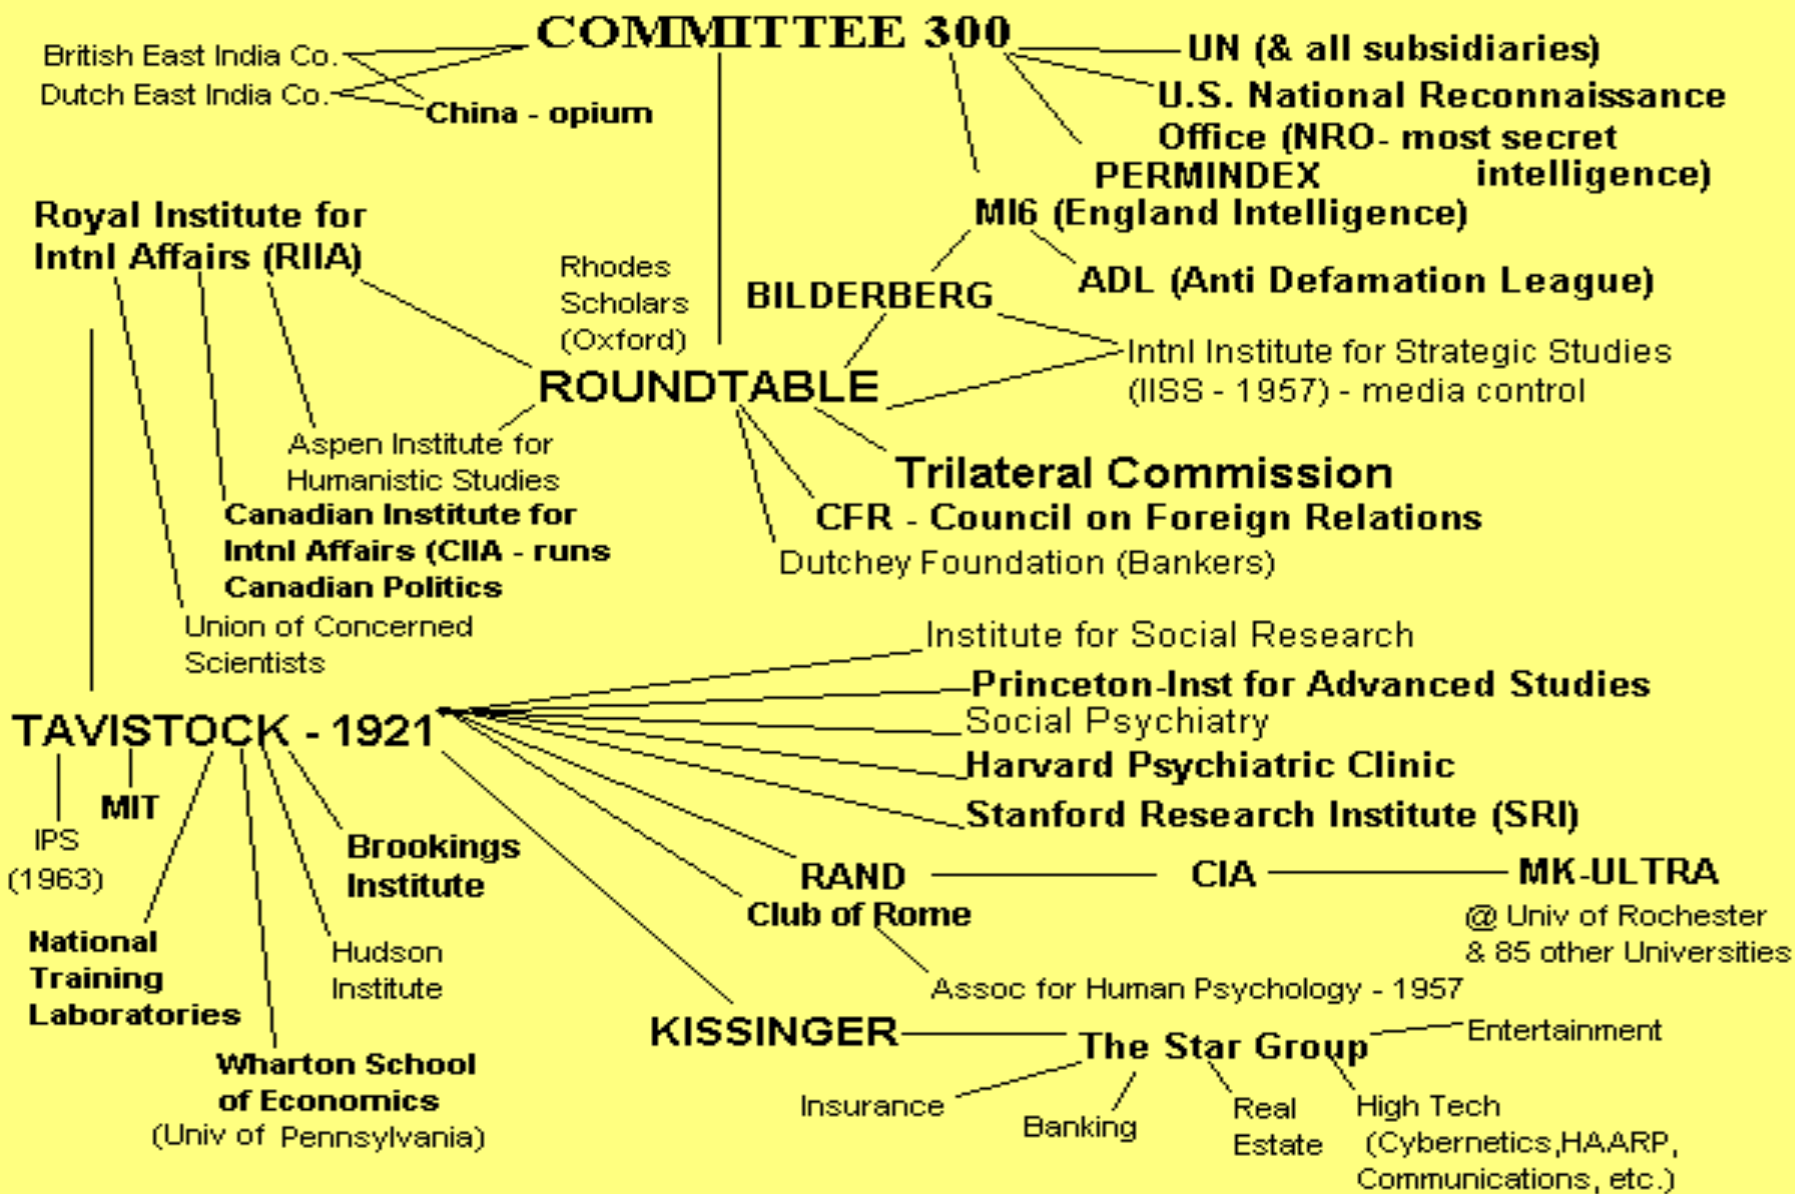 COMMITTEE 300
British East India Co.
Dutch East India Co.
China - opium
UN (& all subsidiaries)
U.S. National Reconnaissance
Office (NRO- most secret
intelligence)
PERMINDEX
MI6 (England Intelligence)
ADL (Anti Defamation League)
BILDERBERG
Royal Institute for
Intnl Affairs (RIIA)
Rhodes
Scholars
(Oxford)
ROUNDTABLE
Intnl Institute for Strategic Studies
(IISS - 1957) - media control
Aspen Institute for
Humanistic Studies
Trilateral Commission
CFR - Council on Foreign Relations
Dutchey Foundation (Bankers)
Canadian Institute for
Intnl Affairs (CIIA - runs
Canadian Politics
Union of Concerned
Scientists
TAVISTOCK - 1921
Institute for Social Research
Princeton-Inst for Advanced Studies
Social Psychiatry
Harvard Psychiatric Clinic
Stanford Research Institute (SRI)
IPS
(1963)
MIT
Brookings
Institute
RAND
CIA
MK-ULTRA
@ Univ of Rochester
& 85 other Universities
Club of Rome
Assoc for Human Psychology - 1957
National
Training
Laboratories
Hudson
Institute
Wharton School
of Economics
(Univ of Pennsylvania)
KISSINGER
The Star Group
Entertainment
Insurance
Banking
Real
Estate
High Tech
(Cybernetics,HAARP,
Communications, etc.)